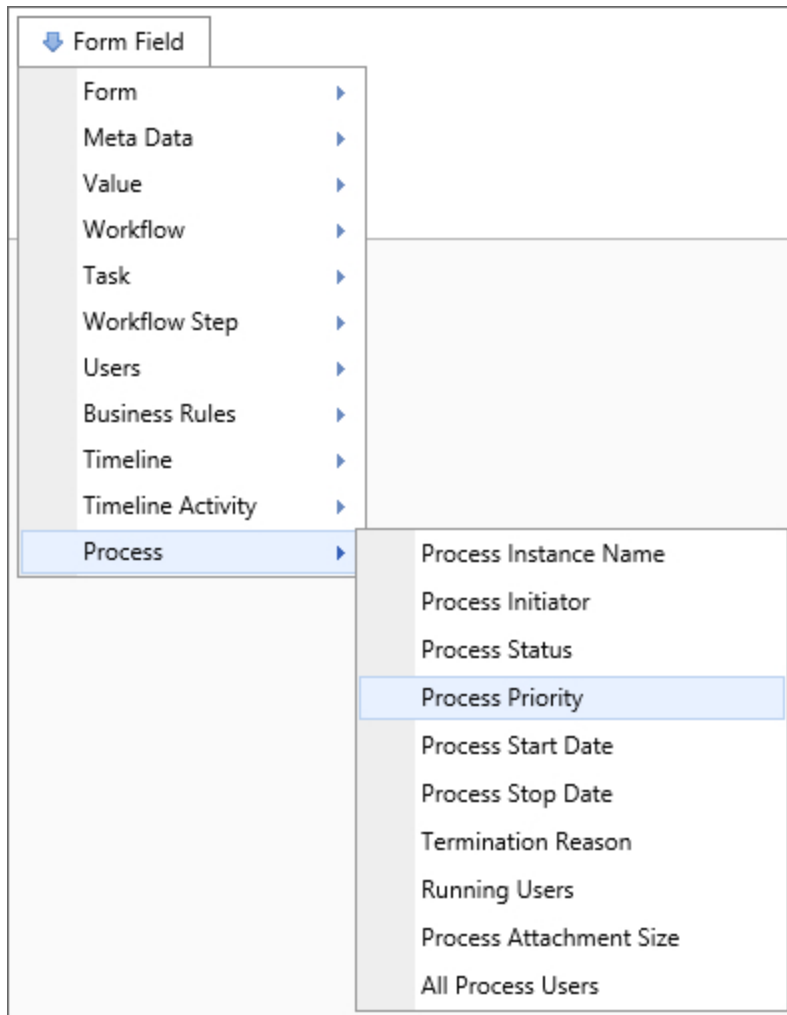 Form Field
Form
Meta Data
Value
Workflow
Task
Workflow Step
Users
Business Rules
Timeline
Timeline Activity
Process
Process Instance Name
Process Initiator
Process Status
Process Priority
Process Start Date
Process Stop Date
Termination Reason
Running Users
Process Attachment Size
All Process Users